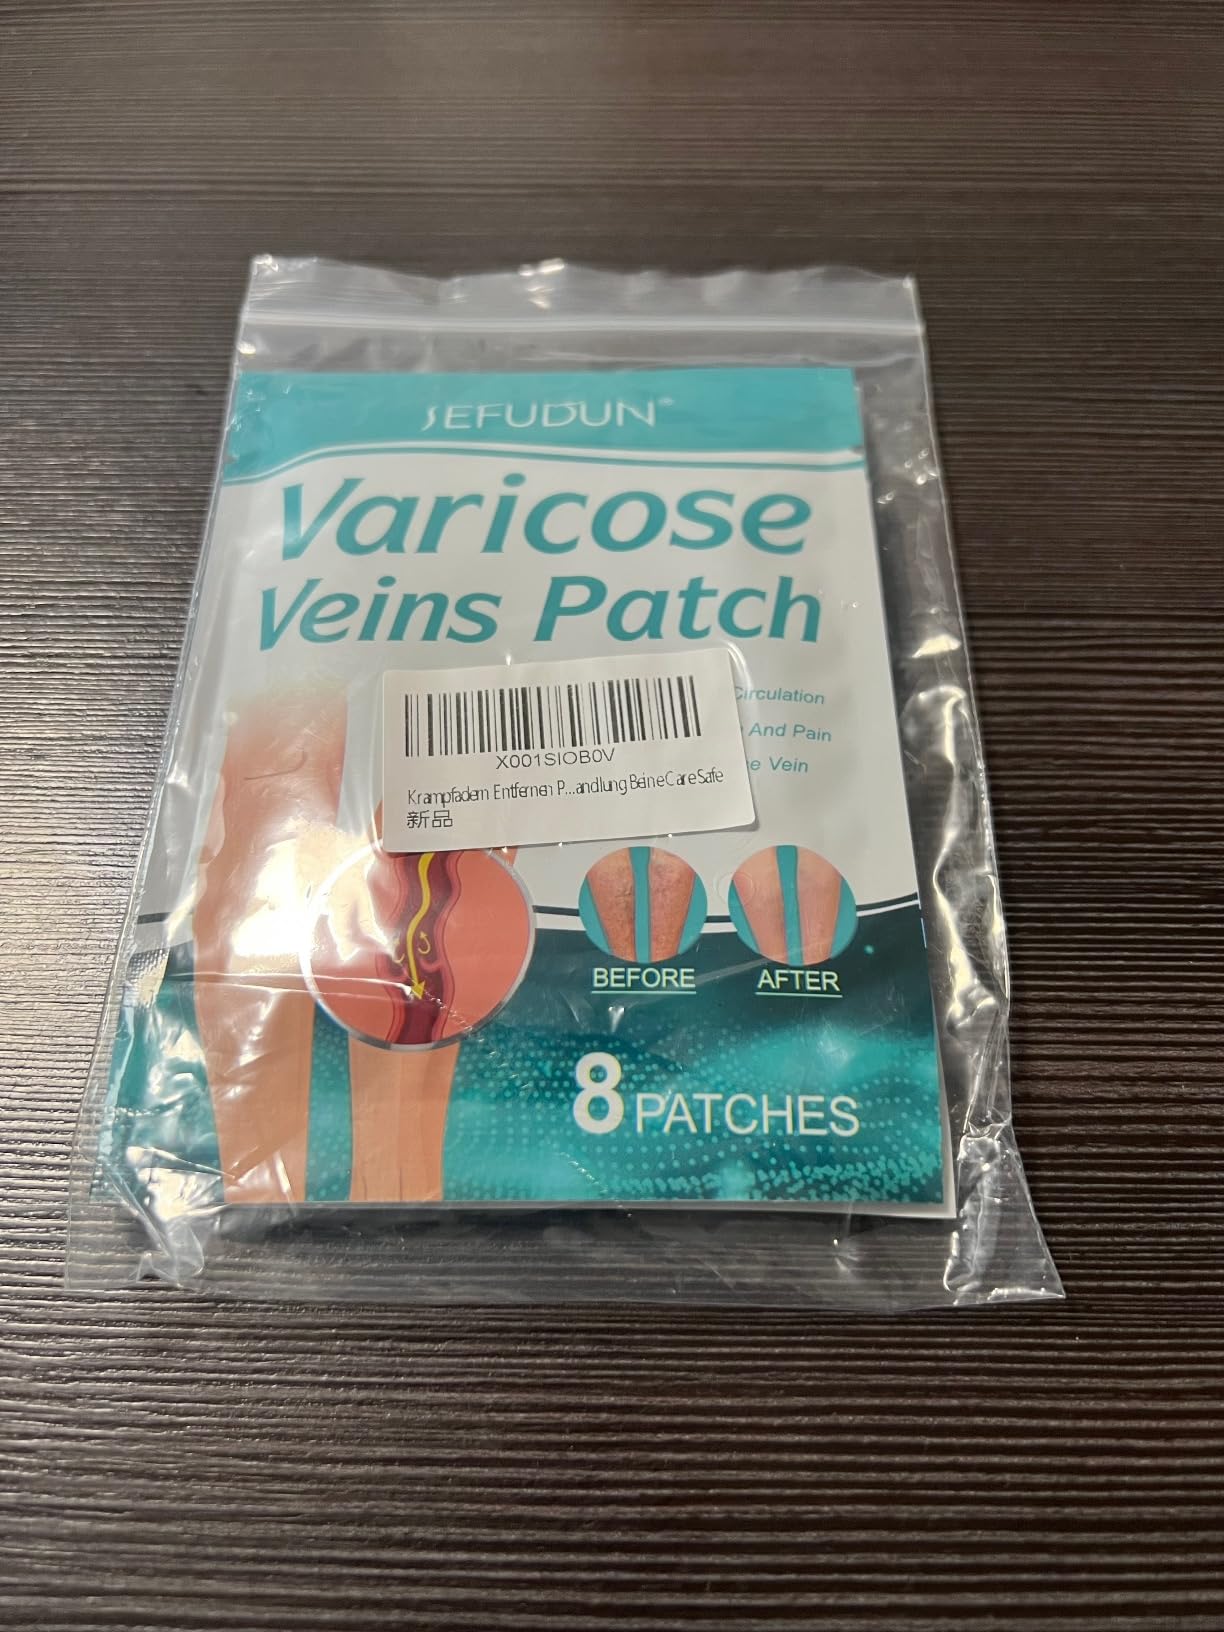 SEFUDUN®
Varicose
Veins Patch
Circulation
And Pain
Vein
X001SIOB0V
Krampfadern Entfernen P...andlung Beine Care Safe
新品
BEFORE
AFTER
8 PATCHES